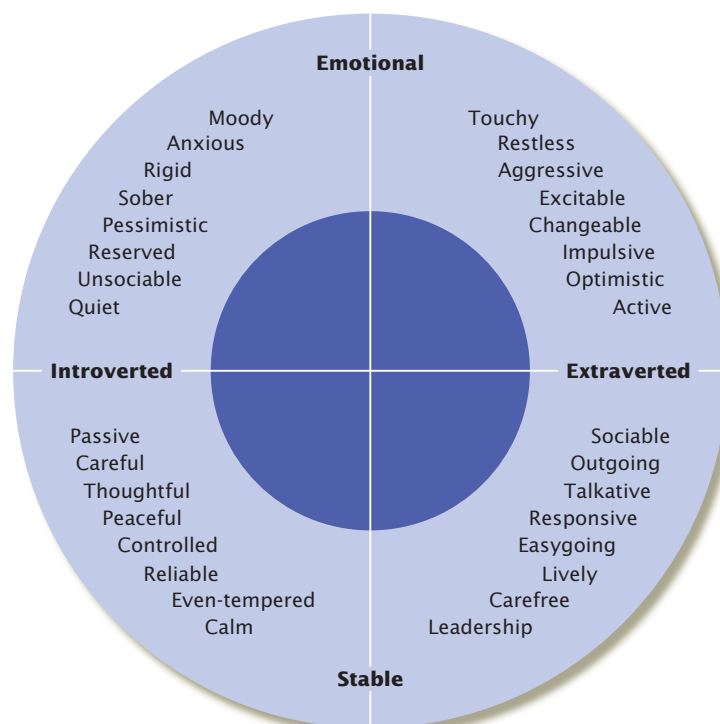 Emotional
Moody
Anxious
Rigid
Sober
Pessimistic
Reserved
Unsociable
Quiet
Touchy
Restless
Aggressive
Excitable
Changeable
Impulsive
Optimistic
Active
Introverted
Extraverted
Passive
Careful
Thoughtful
Peaceful
Controlled
Reliable
Even-tempered
Calm
Sociable
Outgoing
Talkative
Responsive
Easygoing
Lively
Carefree
Leadership
Stable